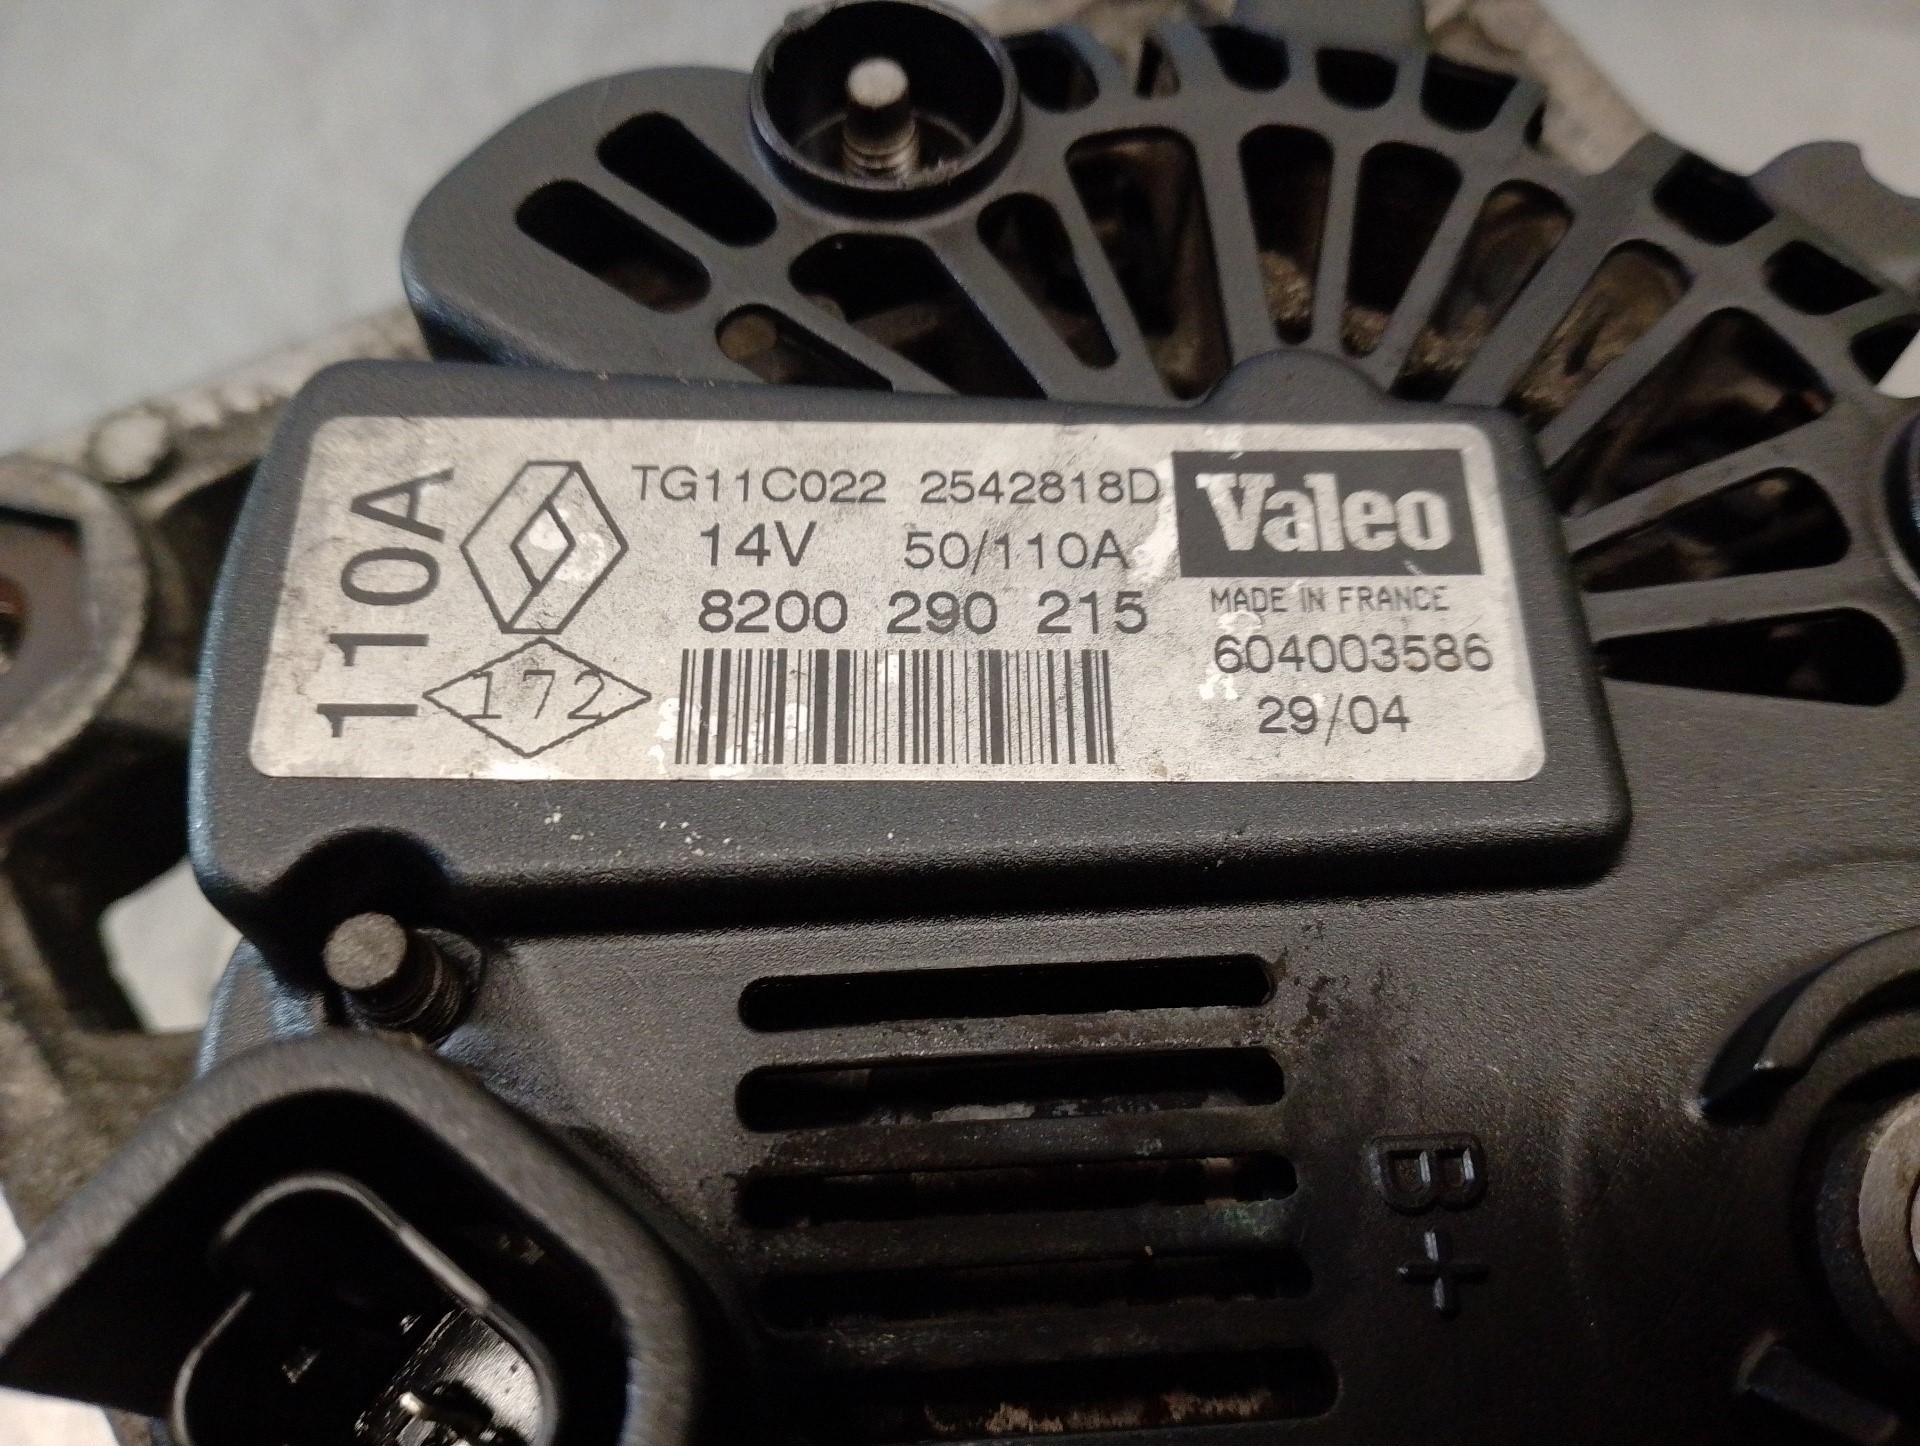 110A
TG11C022 2542818D
14V 50/110A
8200 290 215
172
Valeo
MADE IN FRANCE
604003586
29/04
B+